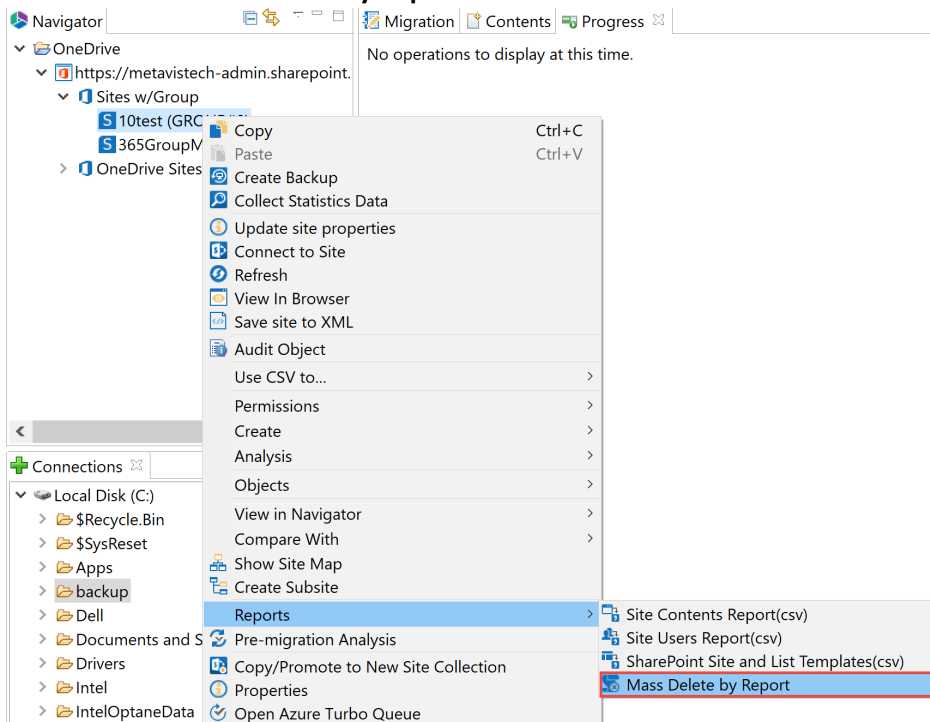 Navigator
OneDrive
https://metavistech-admin.sharepoint.
Sites w/Group
10test (GRO
365GroupM
OneDrive Sites
Migration
Contents
Progress
No operations to display at this time.
Copy Ctrl+C
Paste Ctrl+V
Create Backup
Collect Statistics Data
Update site properties
Connect to Site
Refresh
View In Browser
Save site to XML
Audit Object
Use CSV to...
Permissions
Create
Analysis
Objects
View in Navigator
Compare With
Show Site Map
Create Subsite
Reports
Pre-migration Analysis
Copy/Promote to New Site Collection
Properties
Open Azure Turbo Queue
Site Contents Report(csv)
Site Users Report(csv)
SharePoint Site and List Templates(csv)
Mass Delete by Report
Connections
Local Disk (C:)
$Recycle.Bin
$SysReset
Apps
backup
Dell
Documents and S
Drivers
Intel
IntelOptaneData